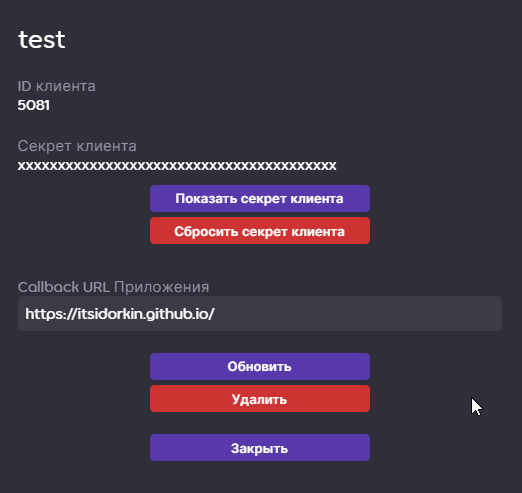 test
ID клиента
5081
Секрет клиента
xxxxxxxxxxxxxxxxxxxxxxxxxxxxxxxxxxxxxxxx
Показать секрет клиента
Сбросить секрет клиента
Callback URL Приложения
https://itsidorkin.github.io/
Обновить
Удалить
Закрыть